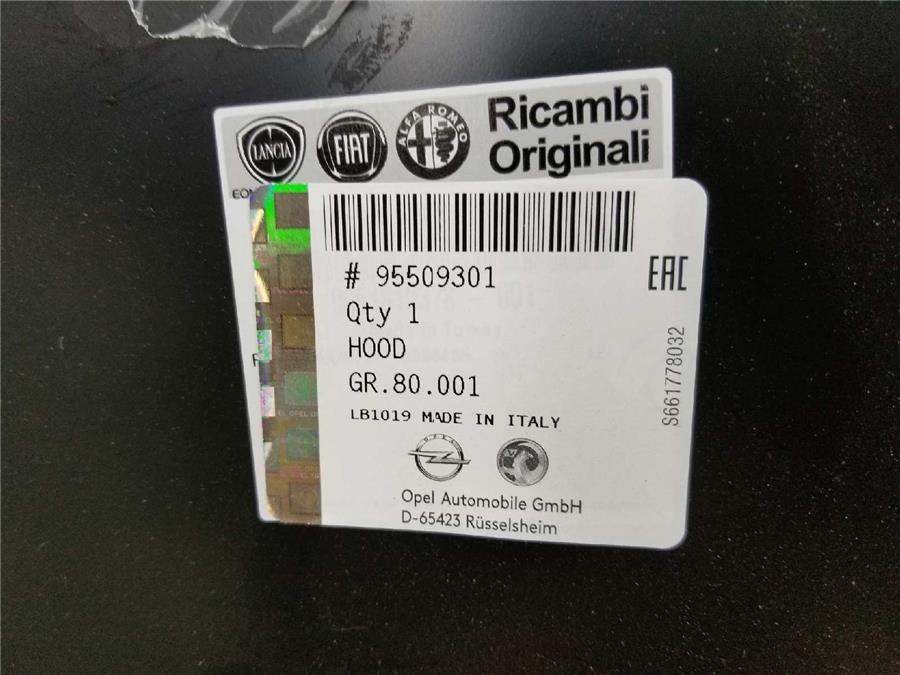 LANCIA
FIAT
ALFA ROMEO
Ricambi
Originali
# 95509301
EAC
Qty 1
HOOD
GR.80.001
LB1019 MADE IN ITALY
S661778032
OPEL
Opel Automobile GmbH
D-65423 Rüsselsheim